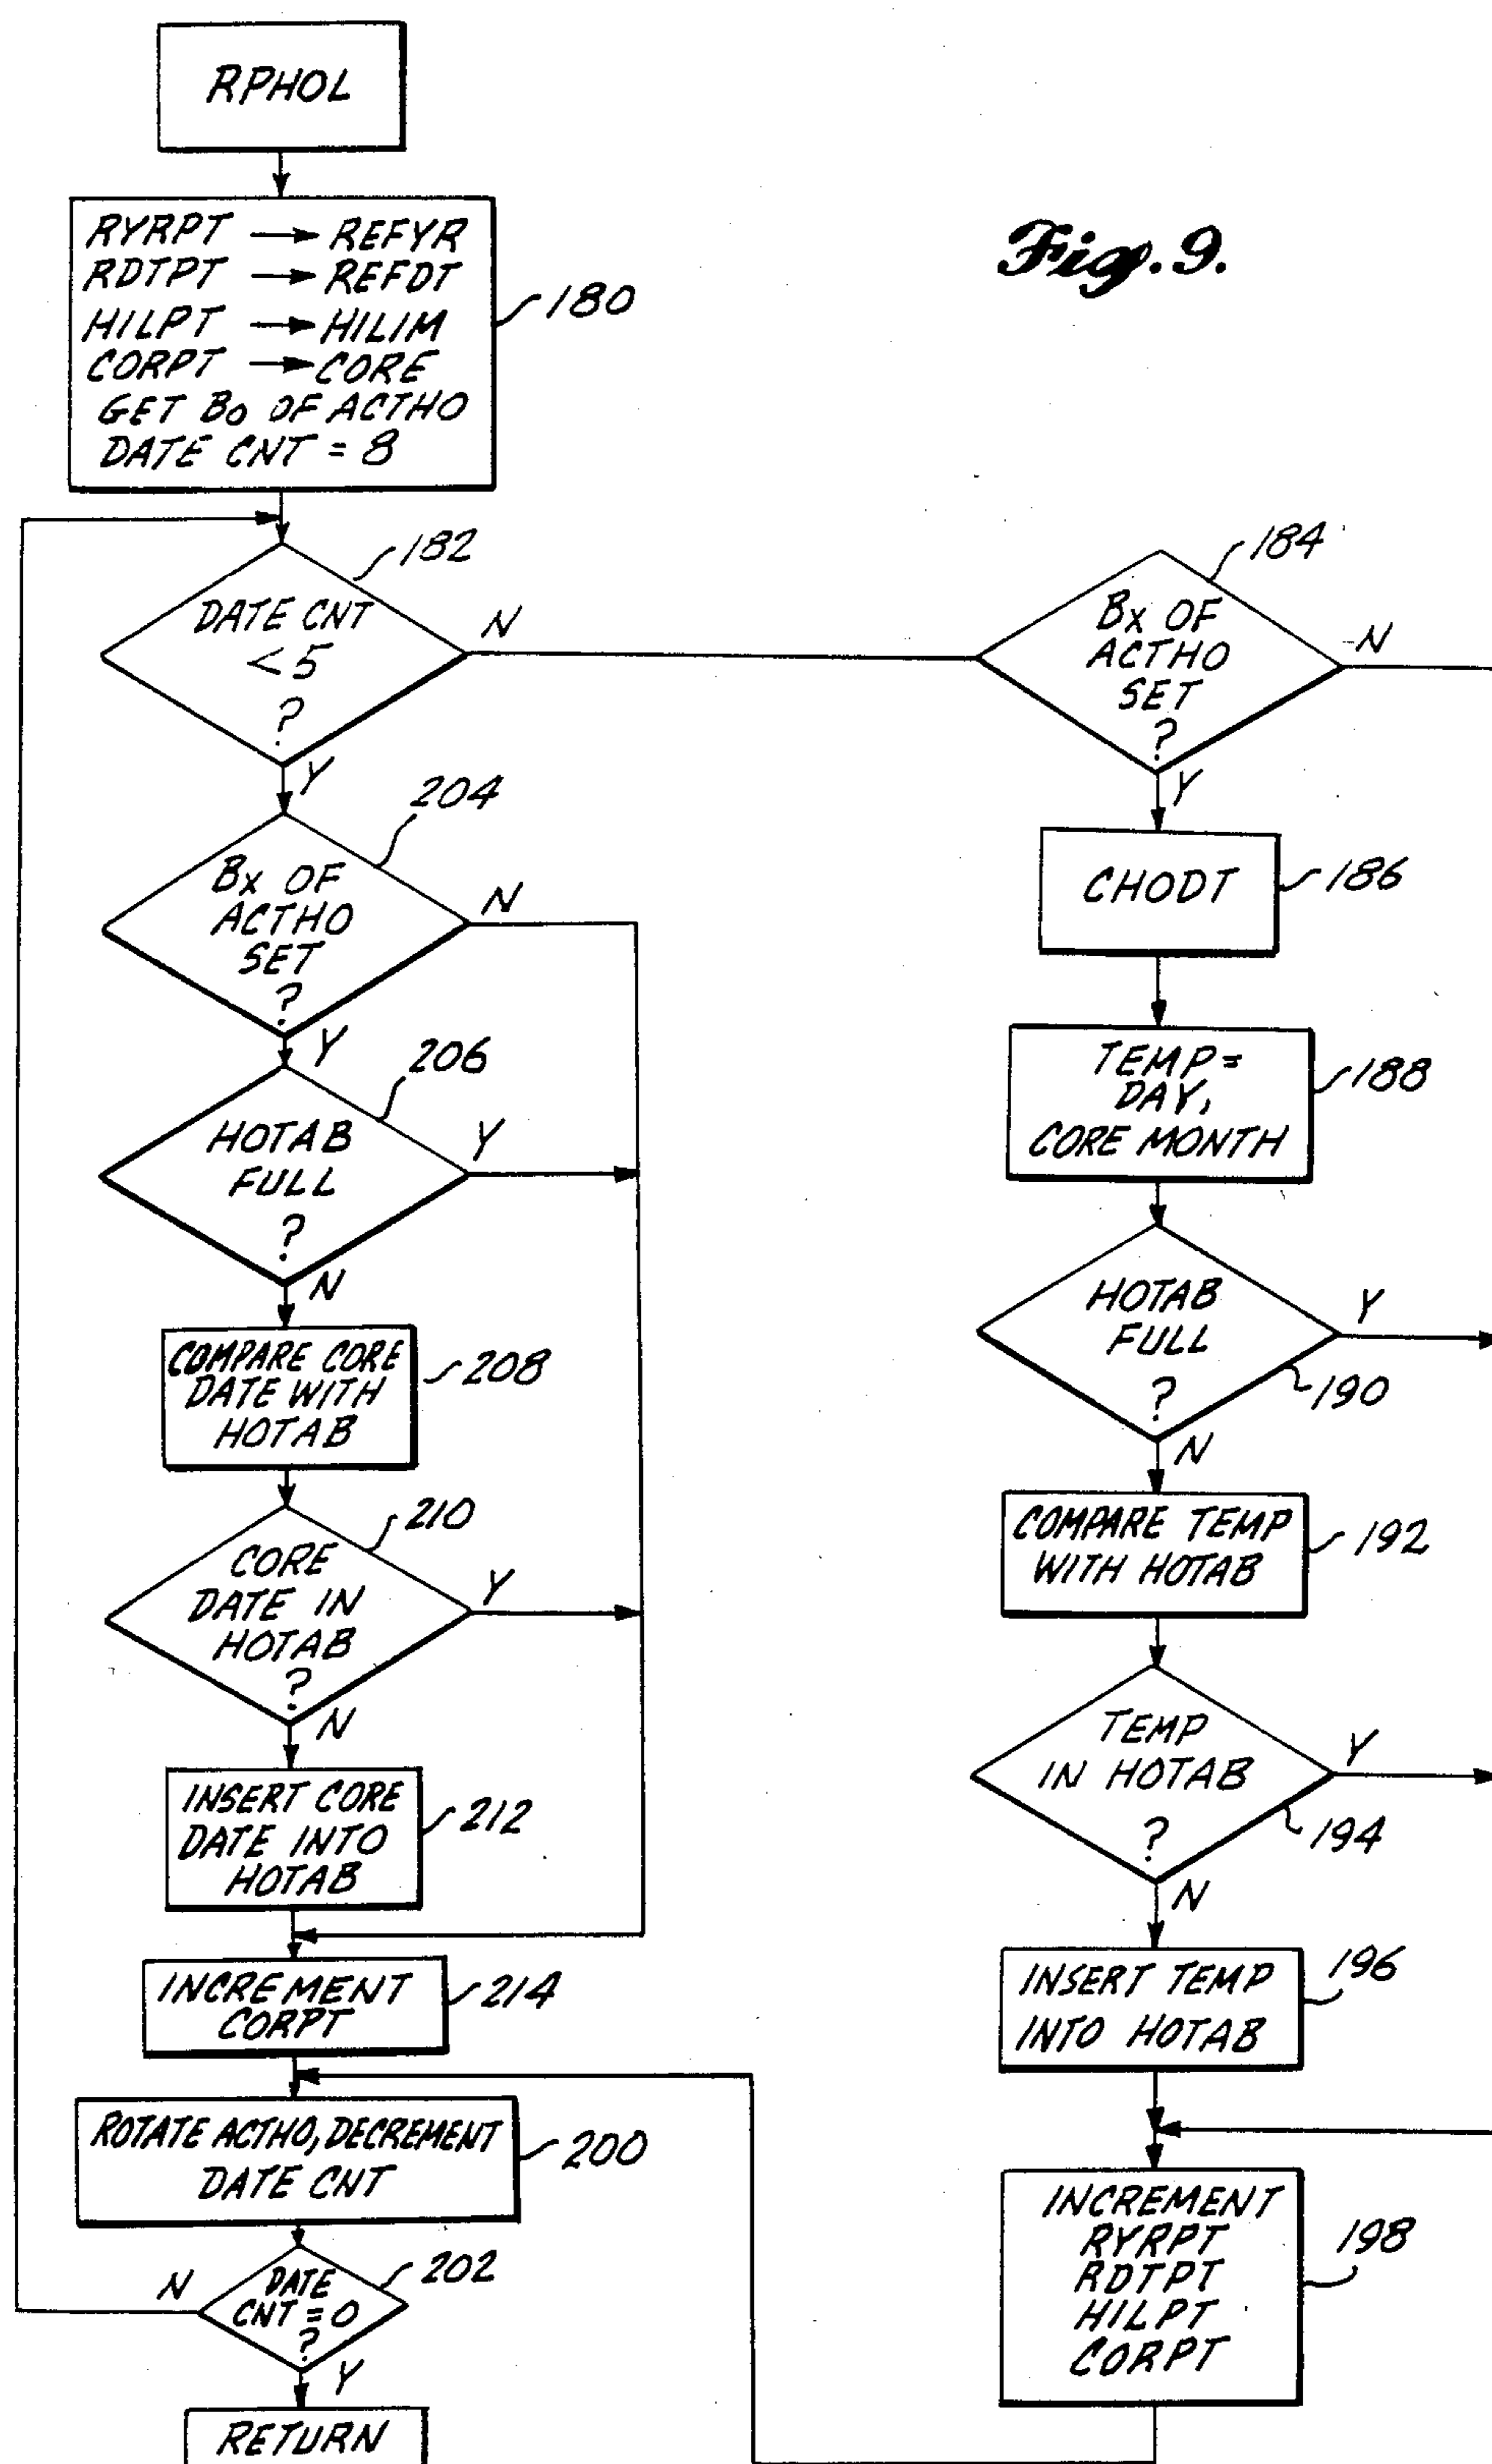 RPHOL
Fig. 9.
RYRPT → REFYR
RDTPT → REFDT
HILPT → HILIM
CORPT → CORE
GET B0 OF ACTHO
DATE CNT = 8
180
DATE CNT
< 5
?
182
N
Y
BX OF
ACTHO
SET
?
184
N
Y
BX OF
ACTHO
SET
?
204
N
Y
HOTAB
FULL
?
206
Y
N
COMPARE CORE
DATE WITH
HOTAB
208
CORE
DATE IN
HOTAB
?
210
Y
N
INSERT CORE
DATE INTO
HOTAB
212
INCREMENT
CORPT
214
ROTATE ACTHO, DECREMENT
DATE CNT
200
DATE
CNT = 0
?
202
N
Y
RETURN
CHODT
186
TEMP =
DAY,
CORE MONTH
188
HOTAB
FULL
?
190
Y
N
COMPARE TEMP
WITH HOTAB
192
TEMP
IN HOTAB
?
194
Y
N
INSERT TEMP
INTO HOTAB
196
INCREMENT
RYRPT
RDTPT
HILPT
CORPT
198